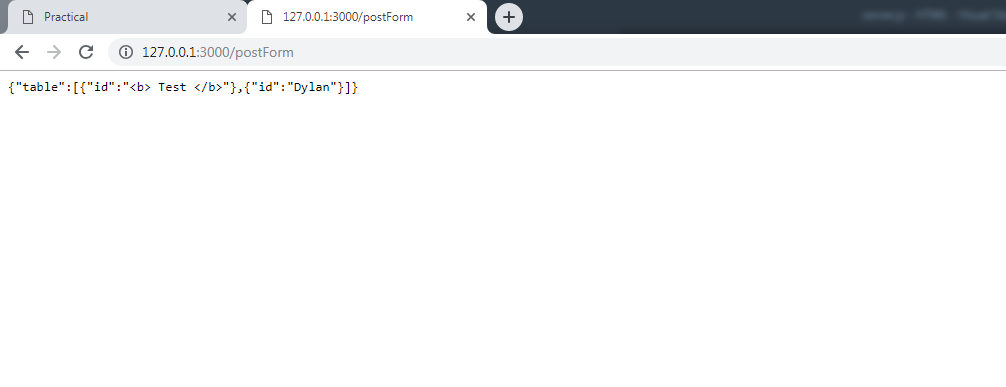 Practical
127.0.0.1:3000/postForm
127.0.0.1:3000/postForm
{"table":[{"id":"<b> Test </b>"},{"id":"Dylan"}]}